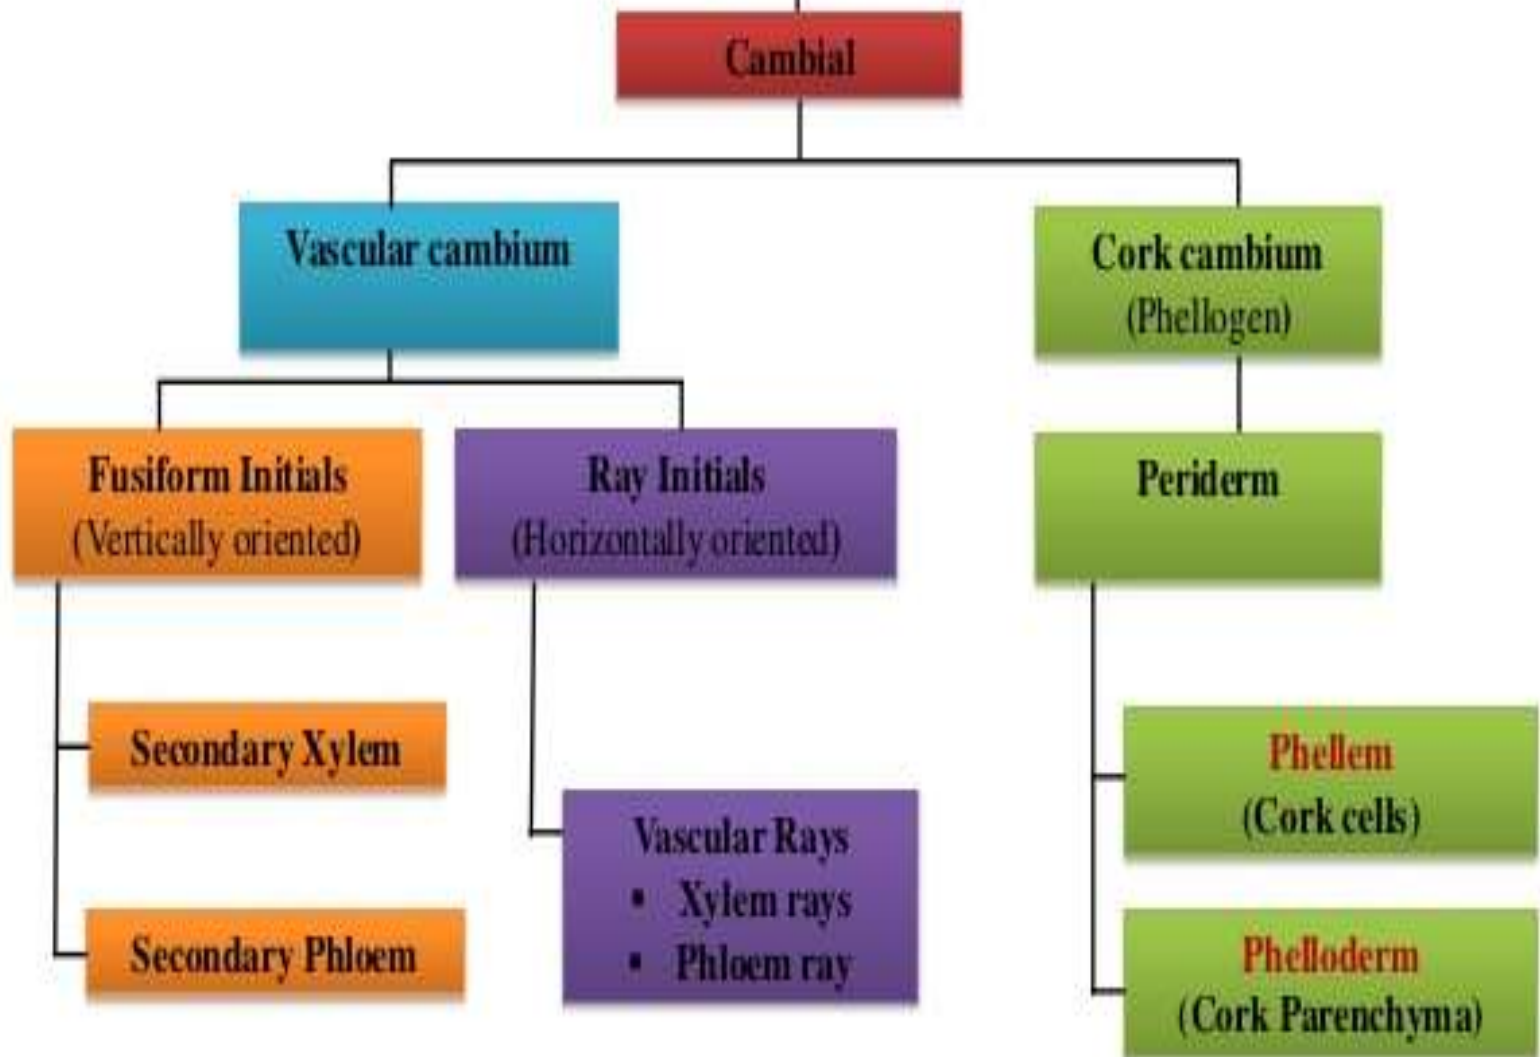 Cambial
Vascular cambium
Cork cambium
(Phellogen)
Fusiform Initials
(Vertically oriented)
Ray Initials
(Horizontally oriented)
Periderm
Secondary Xylem
Secondary Phloem
Vascular Rays
▪ Xylem rays
▪ Phloem ray
Phellem
(Cork cells)
Phelloderm
(Cork Parenchyma)